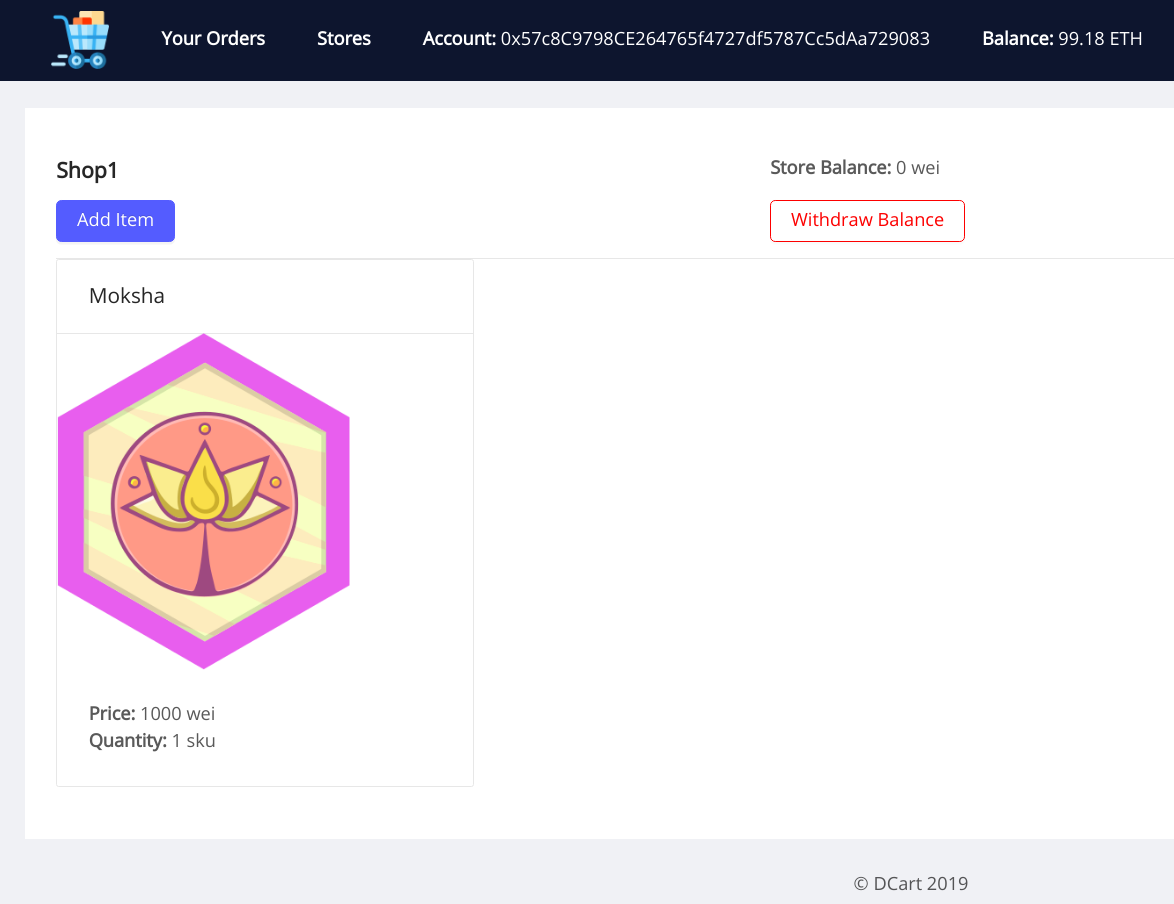 Your Orders Stores Account: 0x57c8C9798CE264765f4727df5787Cc5dAa729083 Balance: 99.18 ETH
Shop1
Store Balance: 0 wei
Add Item
Withdraw Balance
Moksha
Price: 1000 wei
Quantity: 1 sku
© DCart 2019